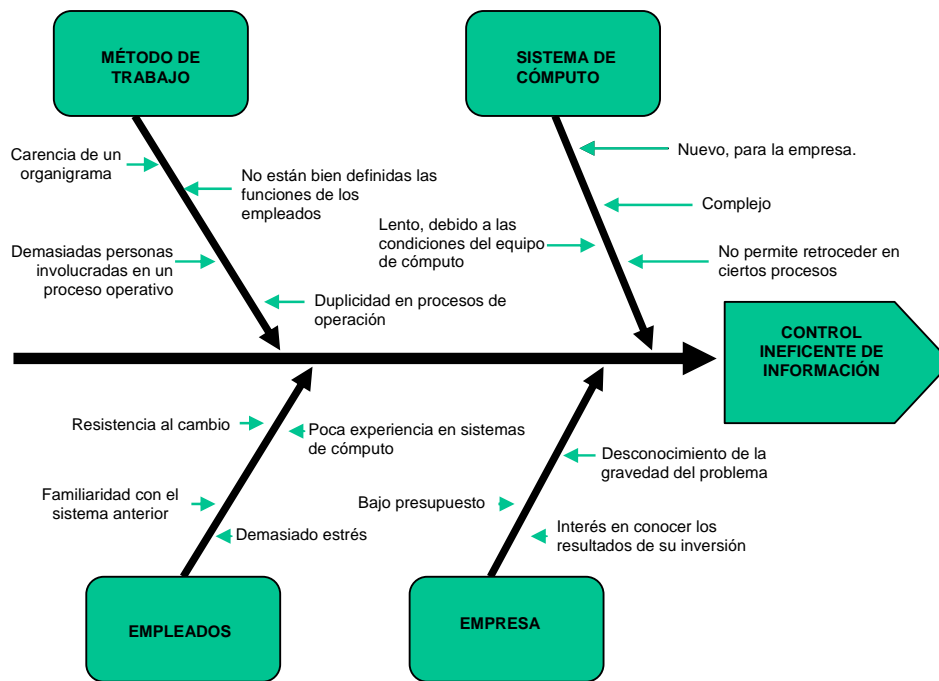 MÉTODO DE
TRABAJO
SISTEMA DE
CÓMPUTO
Carencia de un
organigrama
No están bien definidas las
funciones de los
empleados
Demasiadas personas
involucradas en un
proceso operativo
Duplicidad en procesos de
operación
Nuevo, para la empresa.
Complejo
Lento, debido a las
condiciones del equipo
de cómputo
No permite retroceder en
ciertos procesos
CONTROL
INEFICENTE DE
INFORMACIÓN
Resistencia al cambio
Poca experiencia en sistemas
de cómputo
Familiaridad con el
sistema anterior
Demasiado estrés
Desconocimiento de la
gravedad del problema
Bajo presupuesto
Interés en conocer los
resultados de su inversión
EMPLEADOS
EMPRESA